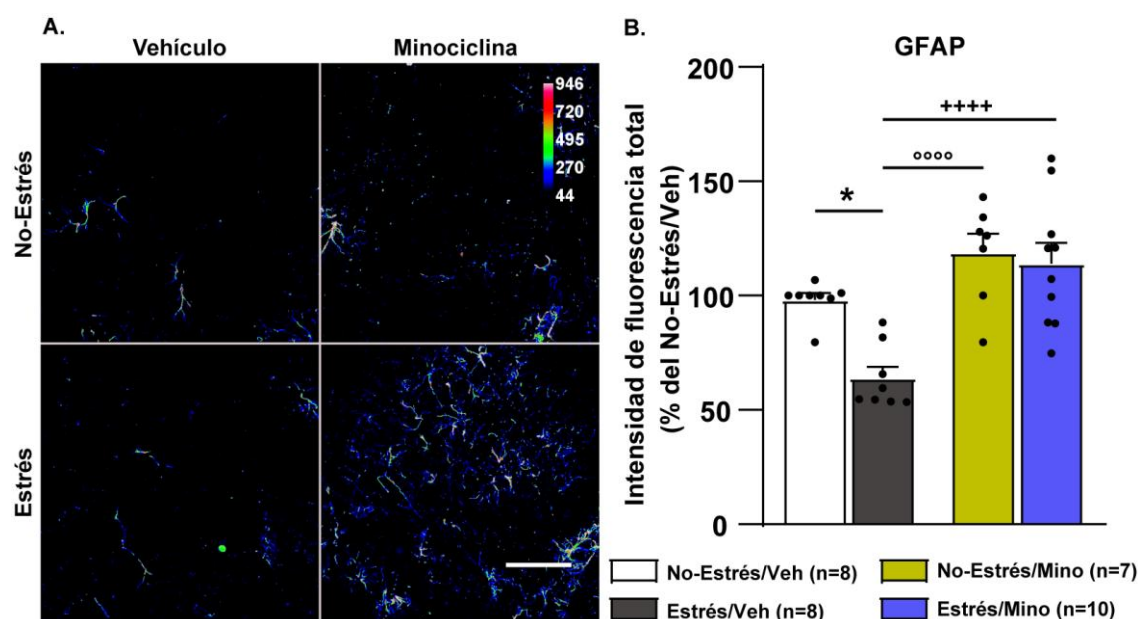 A.
Vehículo
Minociclina
No-Estrés
Estrés
946
720
495
270
44
B.
GFAP
Intensidad de fluorescencia total
(% del No-Estrés/Veh)
200
150
100
50
0
++++
°°°°
*
No-Estrés/Veh (n=8)
No-Estrés/Mino (n=7)
Estrés/Veh (n=8)
Estrés/Mino (n=10)